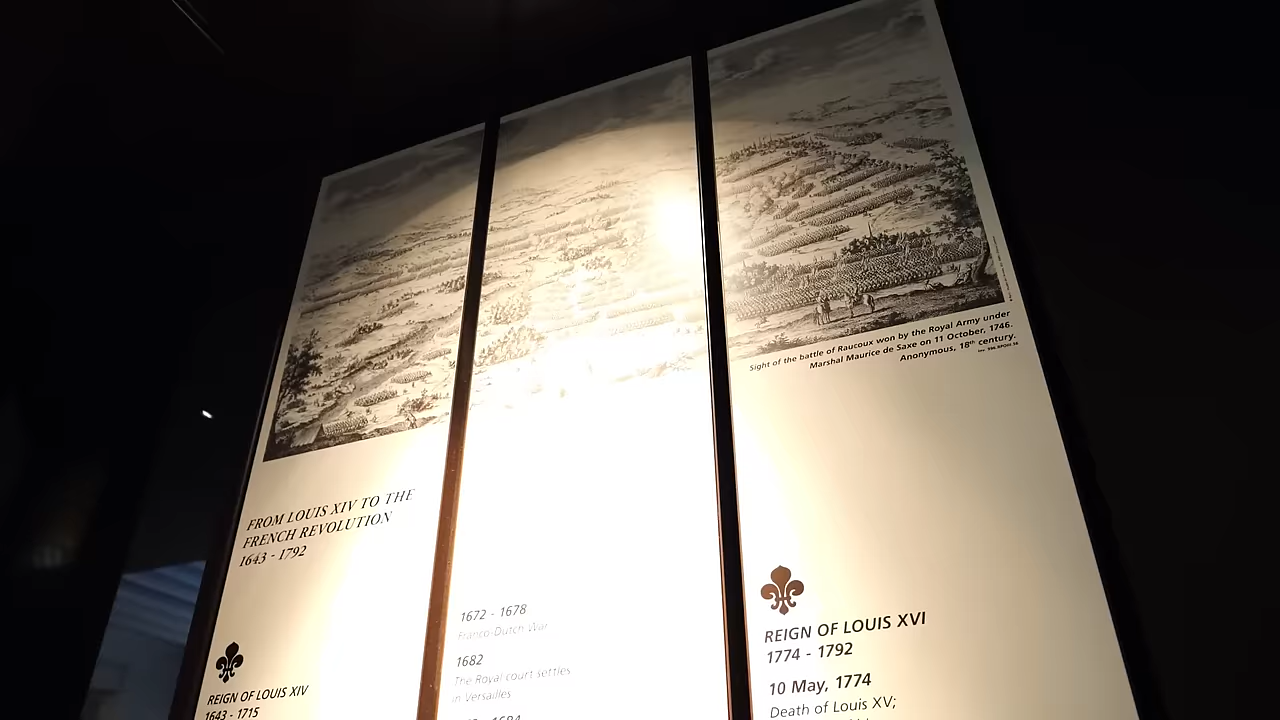 Sight of the battle of Raucoux won by the Royal Army under
Marshal Maurice de Saxe on 11 October, 1746.
Anonymous, 18th century.
FROM LOUIS XIV TO THE
FRENCH REVOLUTION
1643 - 1792
REIGN OF LOUIS XIV
1643 - 1715
1672 - 1678
Franco-Dutch War
1682
The Royal court settles
in Versailles
REIGN OF LOUIS XVI
1774 - 1792
10 May, 1774
Death of Louis XV;